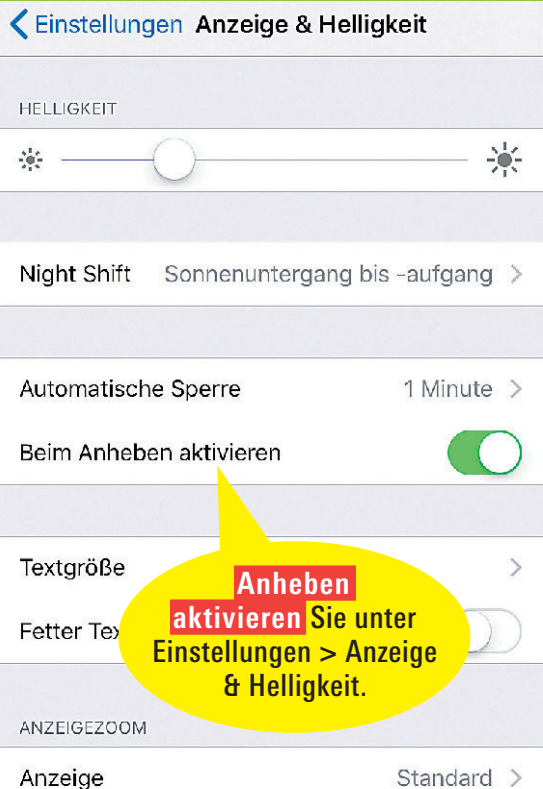 Einstellungen Anzeige & Helligkeit
HELLIGKEIT
Night Shift Sonnenuntergang bis -aufgang
Automatische Sperre 1 Minute
Beim Anheben aktivieren
Textgröße
Fetter
Anheben
aktivieren Sie unter
Einstellungen > Anzeige
& Helligkeit.
ANZEIGEZOOM
Anzeige Standard